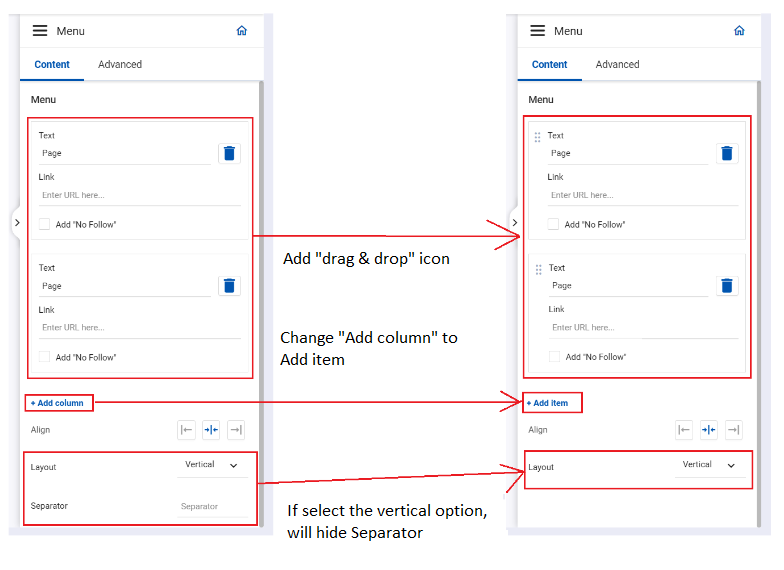 Menu
Content Advanced
Menu
Text
Page
Link
Enter URL here...
Add "No Follow"
Text
Page
Link
Enter URL here...
Add "No Follow"
+ Add column
Align
Layout Vertical
Separator Separator
Add "drag & drop" icon
Change "Add column" to
Add item
If select the vertical option,
will hide Separator
Menu
Content Advanced
Menu
Text
Page
Link
Enter URL here...
Add "No Follow"
Text
Page
Link
Enter URL here...
Add "No Follow"
+ Add item
Align
Layout Vertical